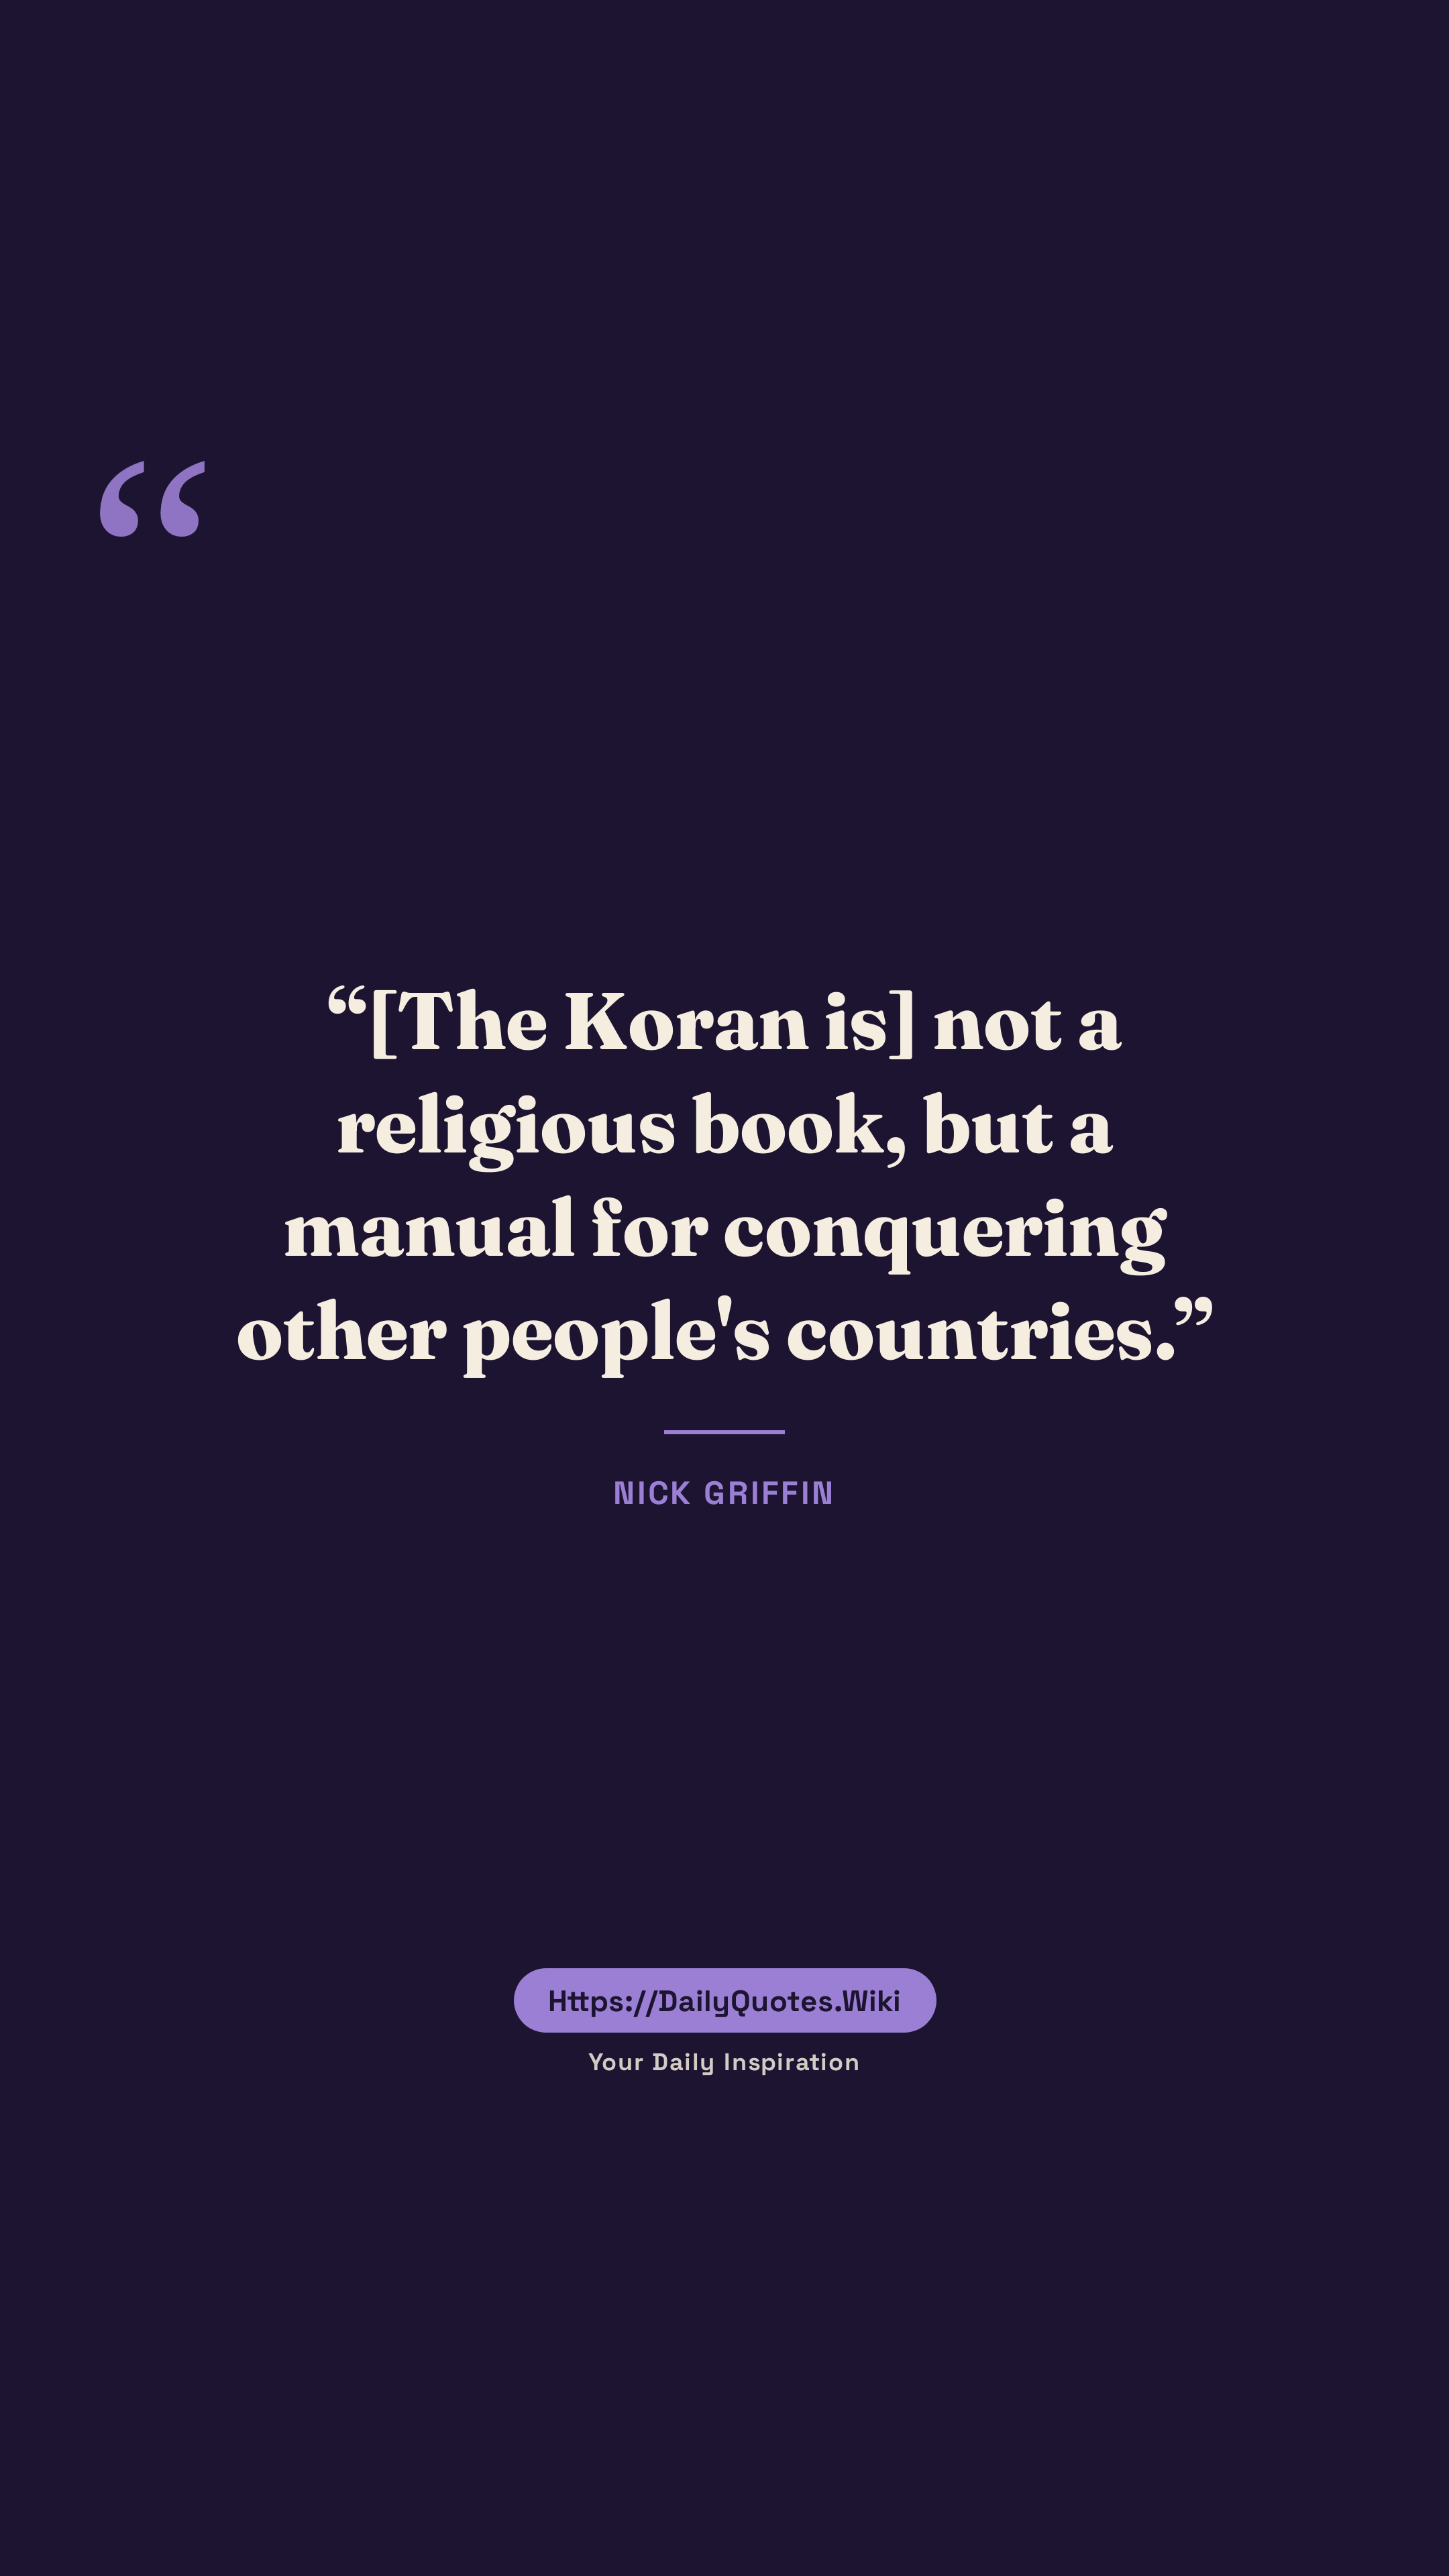 “
“[The Koran is] not a
religious book, but a
manual for conquering
other people's countries.”
NICK GRIFFIN
Https://DailyQuotes.Wiki
Your Daily Inspiration